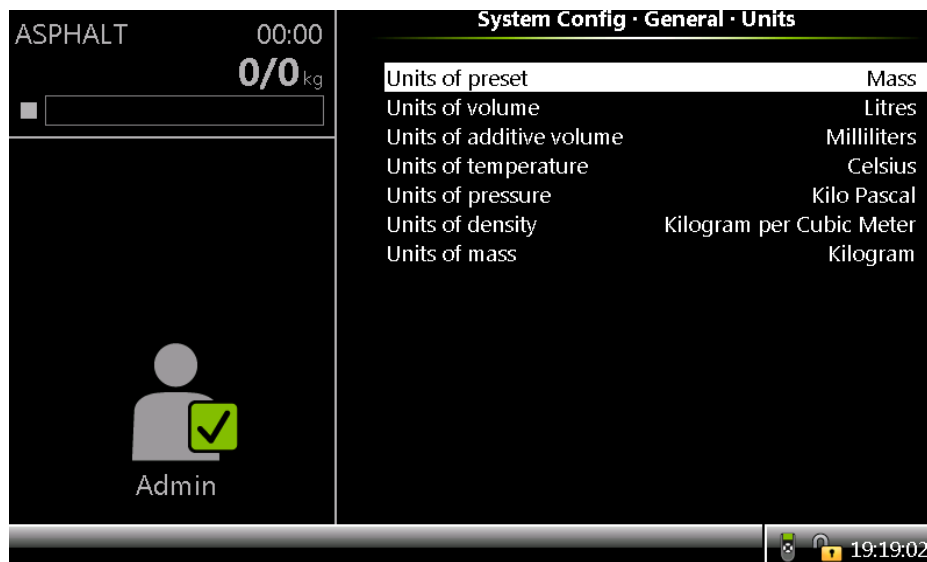 ASPHALT 00:00
0/0 kg
Admin
System Config · General · Units
Units of preset Mass
Units of volume Litres
Units of additive volume Milliliters
Units of temperature Celsius
Units of pressure Kilo Pascal
Units of density Kilogram per Cubic Meter
Units of mass Kilogram
19:19:02